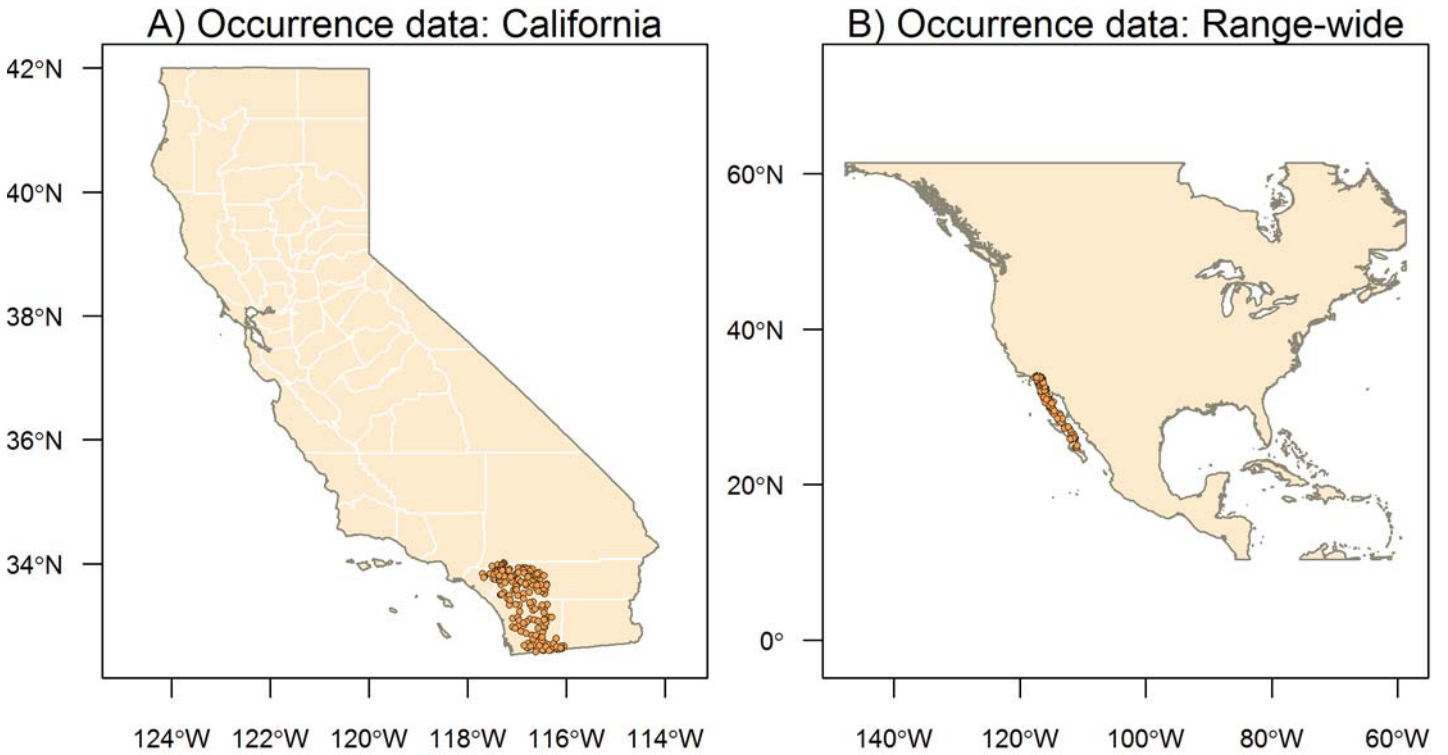 A) Occurrence data: California
42°N
40°N
38°N
36°N
34°N
124°W 122°W 120°W 118°W 116°W 114°W
B) Occurrence data: Range-wide
60°N
40°N
20°N
0°
140°W 120°W 100°W 80°W 60°W